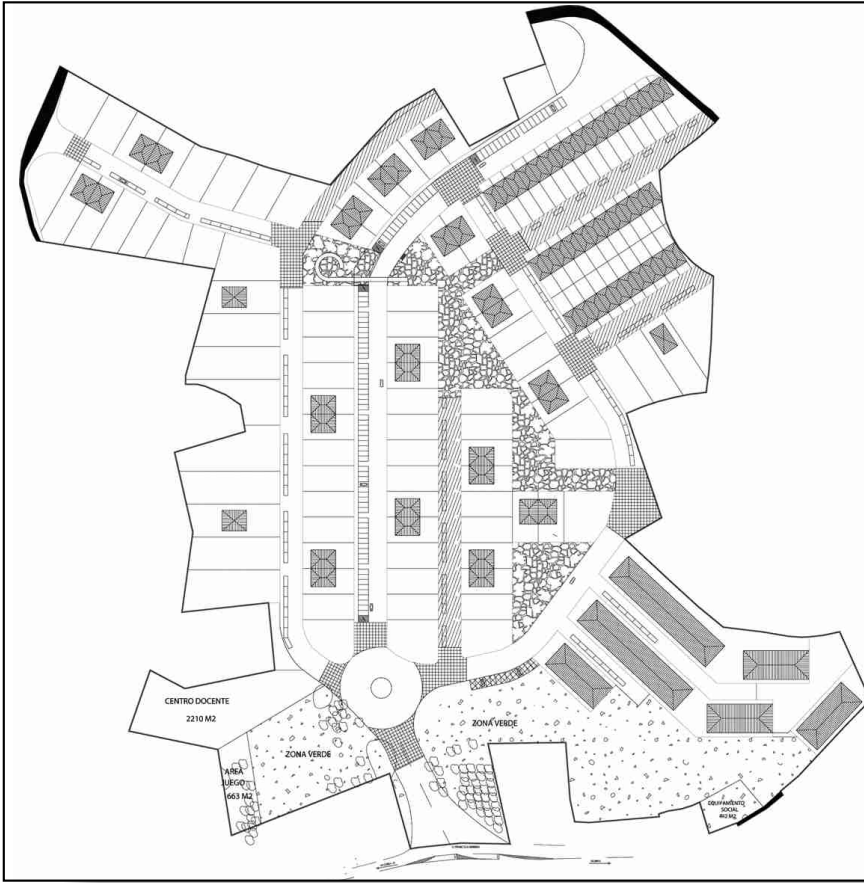 CENTRO DOCENTE
2210 M2
ZONA VERDE
ZONA VERDE
AREA
JUEGO
663 M2
EQUIPAMIENTO
SOCIAL